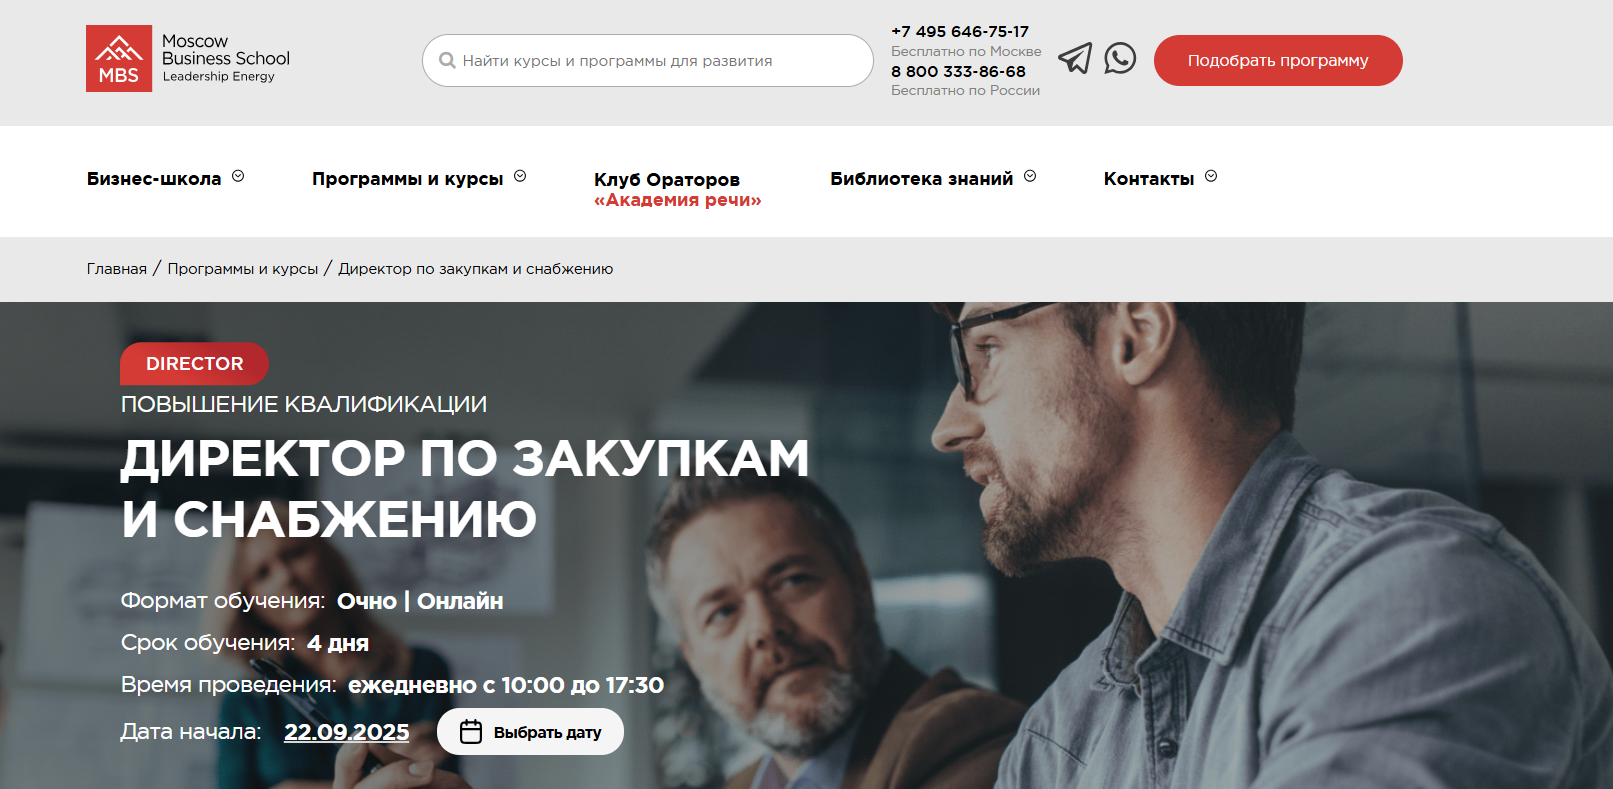 MBS
Moscow
Business School
Leadership Energy
Найти курсы и программы для развития
+7 495 646-75-17
Бесплатно по Москве
8 800 333-86-68
Бесплатно по России
Подобрать программу
Бизнес-школа
Программы и курсы
Клуб Ораторов
«Академия речи»
Библиотека знаний
Контакты
Главная / Программы и курсы / Директор по закупкам и снабжению
DIRECTOR
ПОВЫШЕНИЕ КВАЛИФИКАЦИИ
ДИРЕКТОР ПО ЗАКУПКАМ
И СНАБЖЕНИЮ
Формат обучения: Очно | Онлайн
Срок обучения: 4 дня
Время проведения: ежедневно с 10:00 до 17:30
Дата начала: 22.09.2025 Выбрать дату